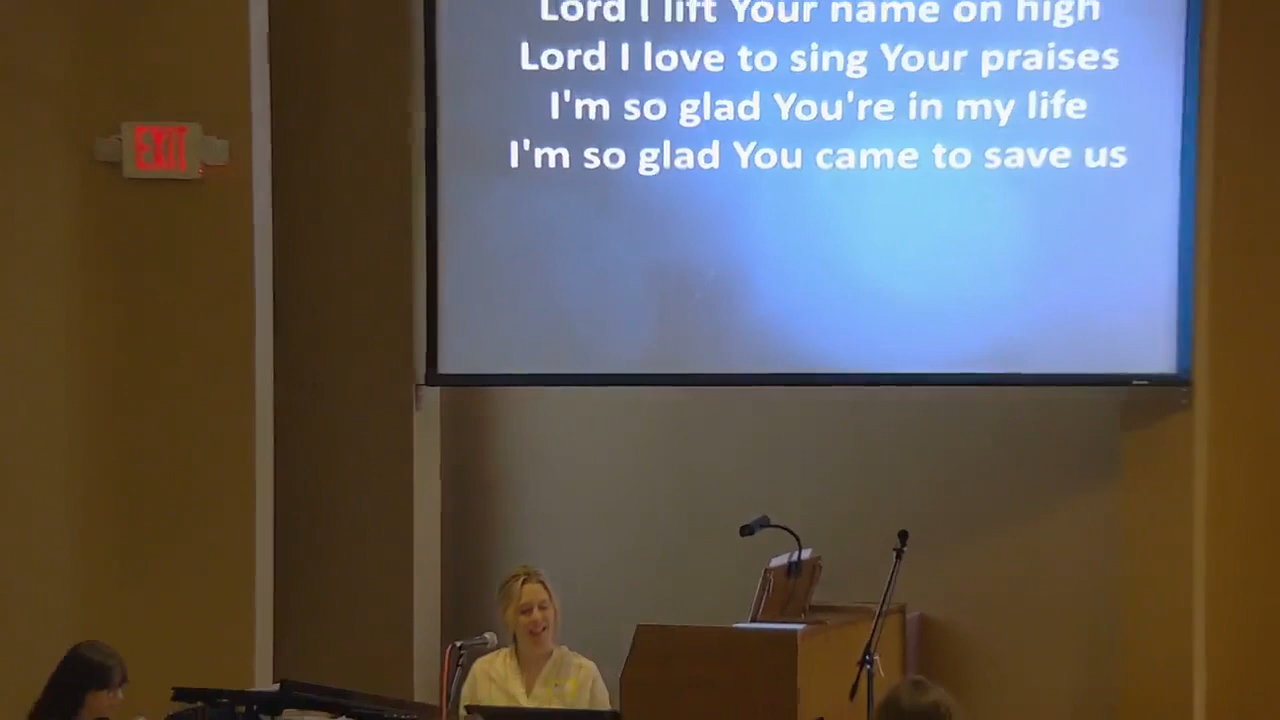 Lord I lift Your name on high
Lord I love to sing Your praises
I'm so glad You're in my life
I'm so glad You came to save us
EXIT